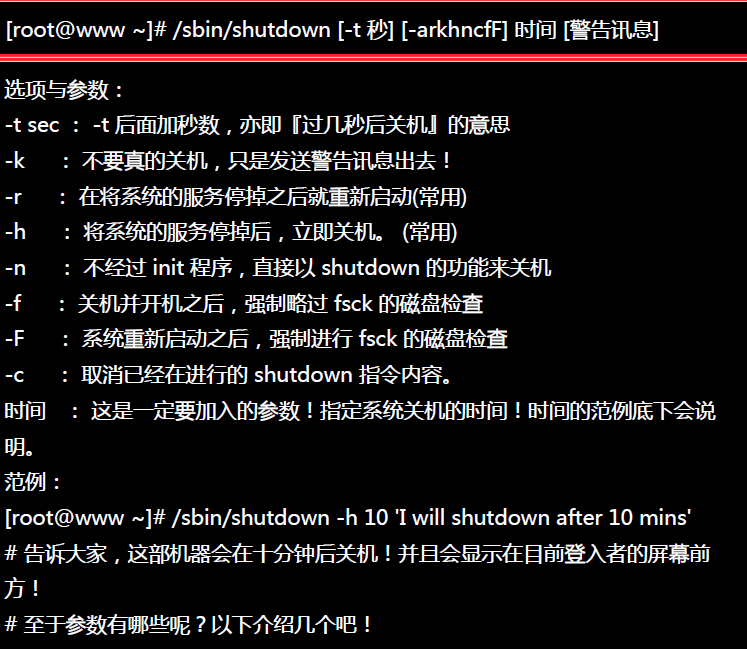 [root@www ~]# /sbin/shutdown [-t 秒] [-arkhncfF] 时间 [警告讯息]
选项与参数：
-t sec ： -t 后面加秒数，亦即『过几秒后关机』的意思
-k ： 不要真的关机，只是发送警告讯息出去！
-r ： 在将系统的服务停掉之后就重新启动(常用)
-h ： 将系统的服务停掉后，立即关机。 (常用)
-n ： 不经过 init 程序，直接以 shutdown 的功能来关机
-f ： 关机并开机之后，强制略过 fsck 的磁盘检查
-F ： 系统重新启动之后，强制进行 fsck 的磁盘检查
-c ： 取消已经在进行的 shutdown 指令内容。
时间 ： 这是一定要加入的参数！指定系统关机的时间！时间的范例底下会说
明。
范例：
[root@www ~]# /sbin/shutdown -h 10 'I will shutdown after 10 mins'
# 告诉大家，这部机器会在十分钟后关机！并且会显示在目前登入者的屏幕前
方！
# 至于参数有哪些呢？以下介绍几个吧！